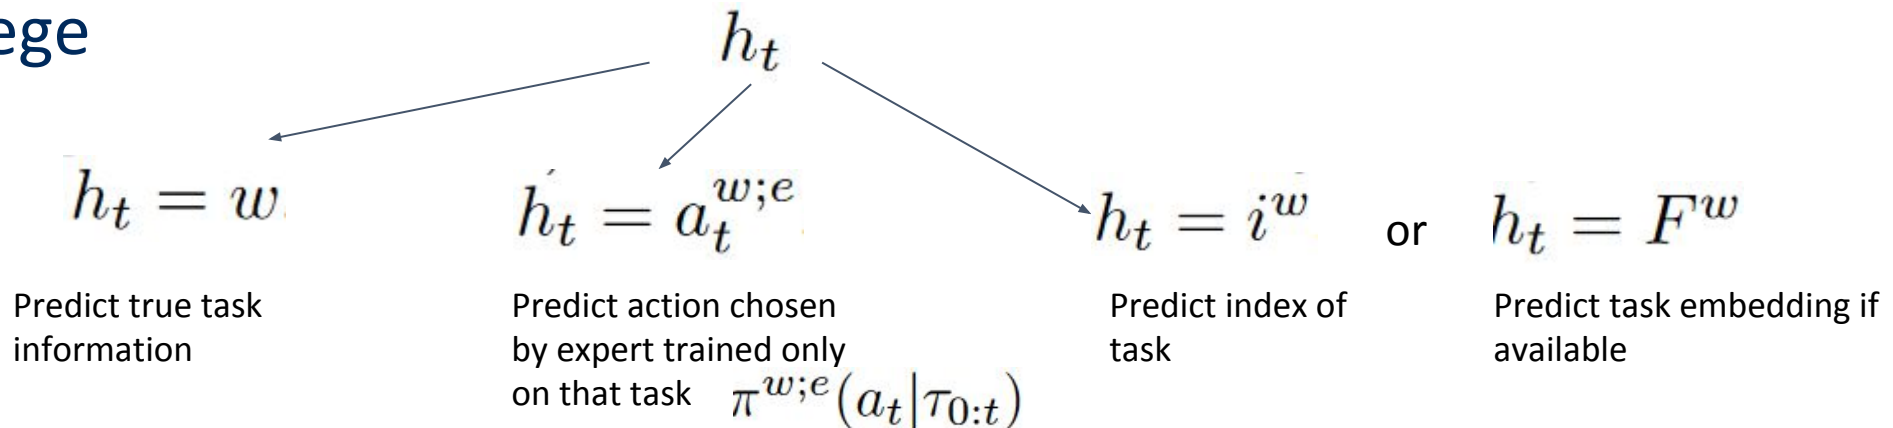 ege
h_t
h_t = w
h_t = a_t^{w;e}
h_t = i^w or h_t = F^w
Predict true task
information
Predict action chosen
by expert trained only
on that task π^{w;e}(a_t|τ_{0:t})
Predict index of
task
Predict task embedding if
available